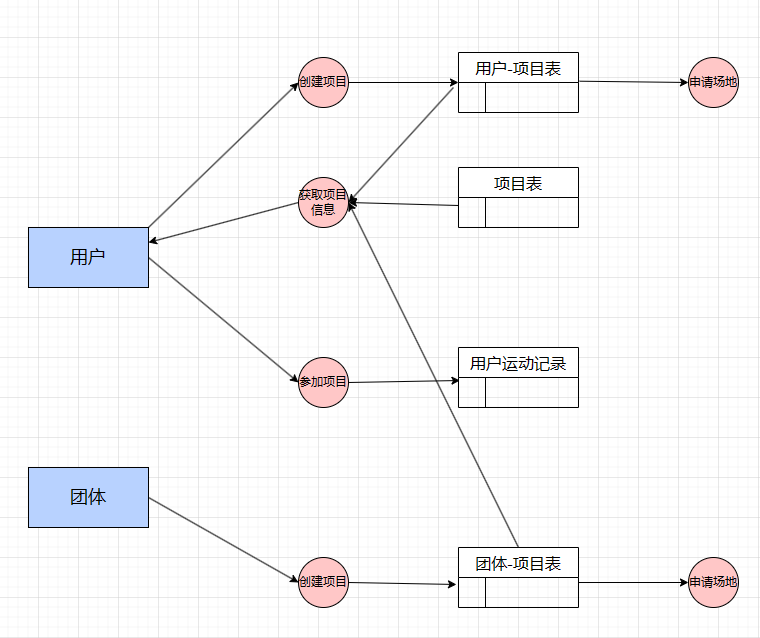 创建项目
用户-项目表
申请场地
获取项目
信息
项目表
用户
参加项目
用户运动记录
团体
创建项目
团体-项目表
申请场地